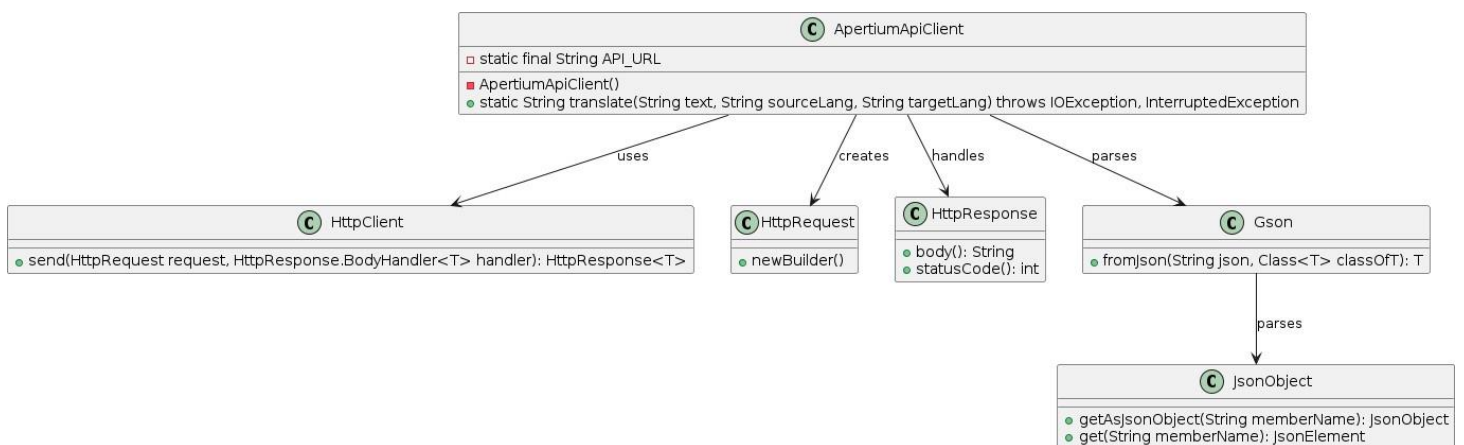 C ApertiumApiClient
static final String API_URL
ApertiumApiClient()
static String translate(String text, String sourceLang, String targetLang) throws IOException, InterruptedException
uses
creates
handles
parses
C HttpClient
send(HttpRequest request, HttpResponse.BodyHandler<T> handler): HttpResponse<T>
C HttpRequest
newBuilder()
C HttpResponse
body(): String
statusCode(): int
C Gson
fromJson(String json, Class<T> classOfT): T
parses
C JsonObject
getAsJsonObject(String memberName): JsonObject
get(String memberName): JsonElement